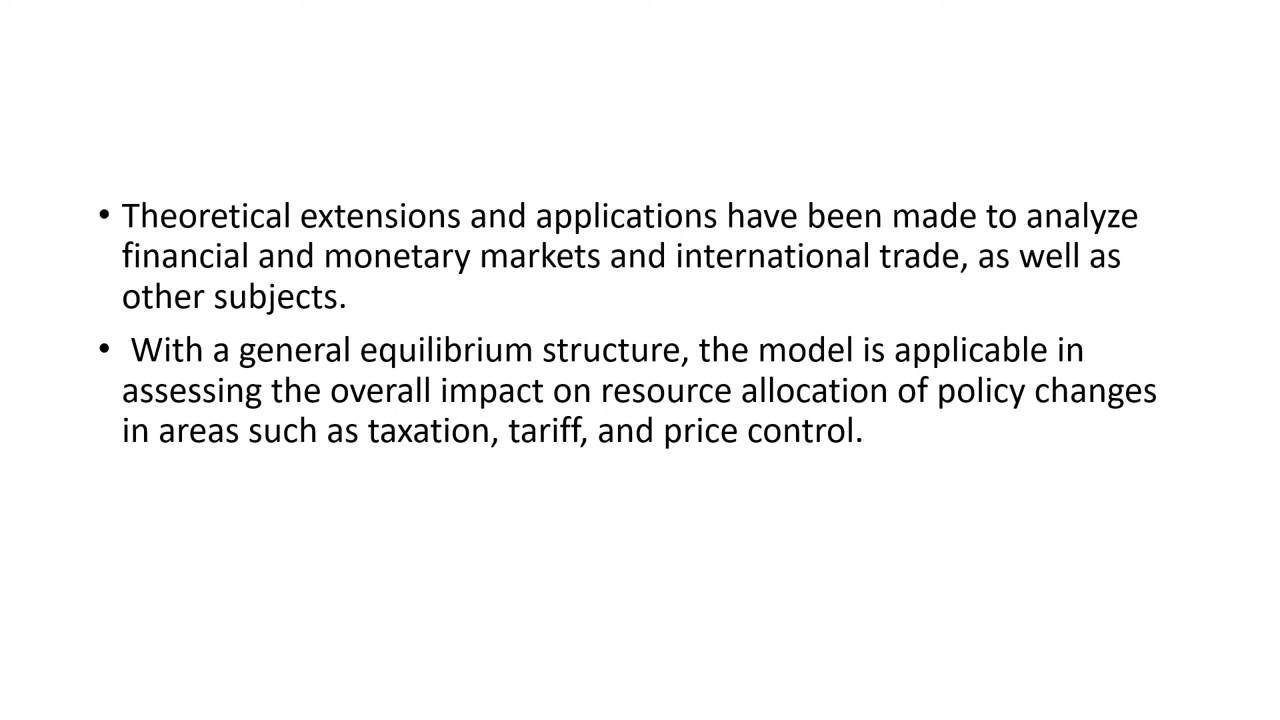 • Theoretical extensions and applications have been made to analyze
financial and monetary markets and international trade, as well as
other subjects.
• With a general equilibrium structure, the model is applicable in
assessing the overall impact on resource allocation of policy changes
in areas such as taxation, tariff, and price control.